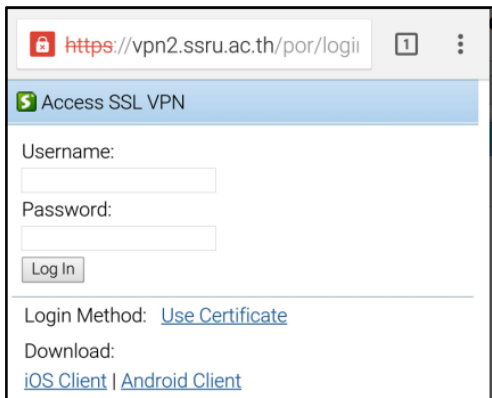 https://vpn2.ssru.ac.th/por/login 1
Access SSL VPN
Username:
Password:
Log In
Login Method: Use Certificate
Download:
iOS Client | Android Client